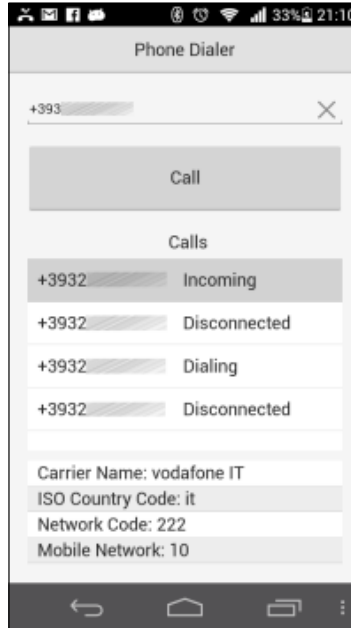 33% 21:10
Phone Dialer
+393
Call
Calls
+3932 Incoming
+3932 Disconnected
+3932 Dialing
+3932 Disconnected
Carrier Name: vodafone IT
ISO Country Code: it
Network Code: 222
Mobile Network: 10